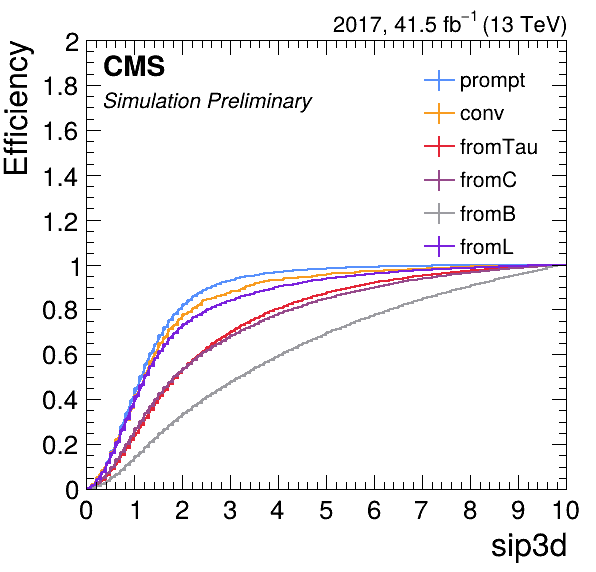 2017, 41.5 fb⁻¹ (13 TeV)
CMS
Simulation Preliminary
prompt
conv
fromTau
fromC
fromB
fromL
Efficiency
2
1.8
1.6
1.4
1.2
1
0.8
0.6
0.4
0.2
0
0 1 2 3 4 5 6 7 8 9 10
sip3d